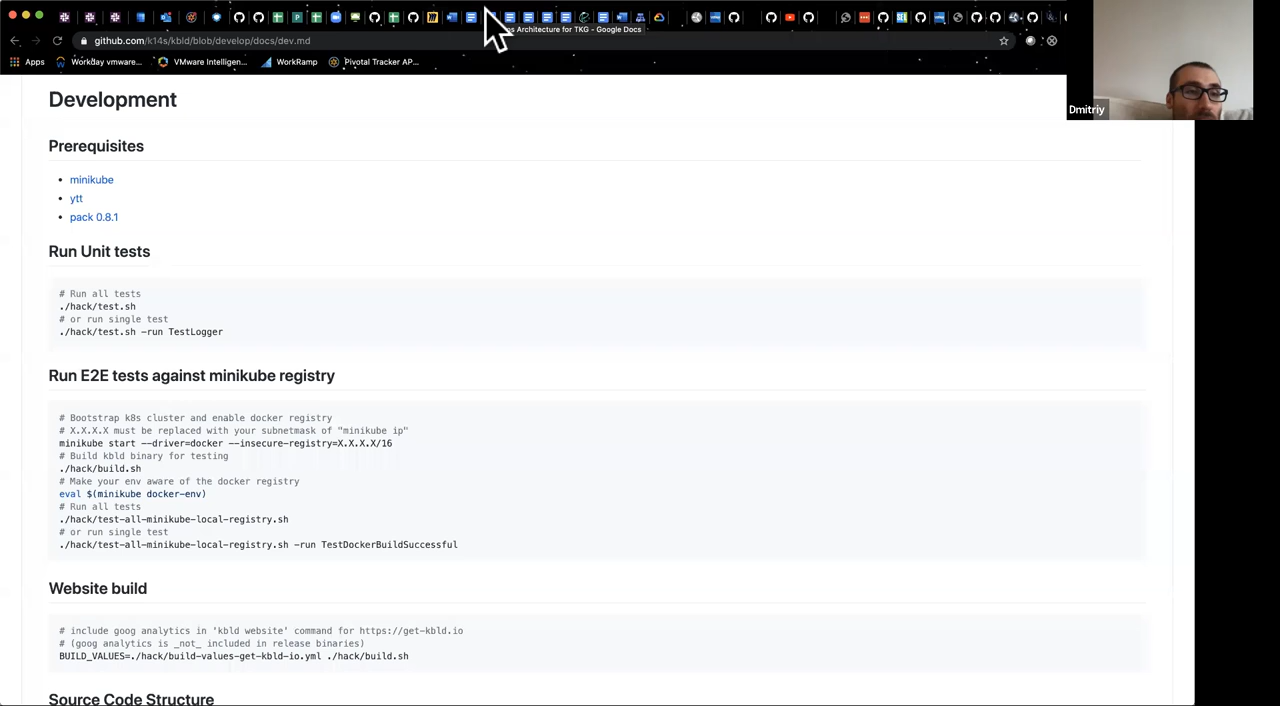 es Architecture for TKG - Google Docs
github.com/k14s/kbld/blob/develop/docs/dev.md
Apps
Workday vmware...
VMware Intelligen...
WorkRamp
Pivotal Tracker AP...
Dmitriy
Development
Prerequisites
• minikube
• ytt
• pack 0.8.1
Run Unit tests
# Run all tests
./hack/test.sh
# or run single test
./hack/test.sh -run TestLogger
Run E2E tests against minikube registry
# Bootstrap k8s cluster and enable docker registry
# X.X.X.X must be replaced with your subnetmask of "minikube ip"
minikube start --driver=docker --insecure-registry=X.X.X.X/16
# Build kbld binary for testing
./hack/build.sh
# Make your env aware of the docker registry
eval $(minikube docker-env)
# Run all tests
./hack/test-all-minikube-local-registry.sh
# or run single test
./hack/test-all-minikube-local-registry.sh -run TestDockerBuildSuccessful
Website build
# include goog analytics in 'kbld website' command for https://get-kbld.io
# (goog analytics is _not_ included in release binaries)
BUILD_VALUES=./hack/build-values-get-kbld-io.yml ./hack/build.sh
Source Code Structure